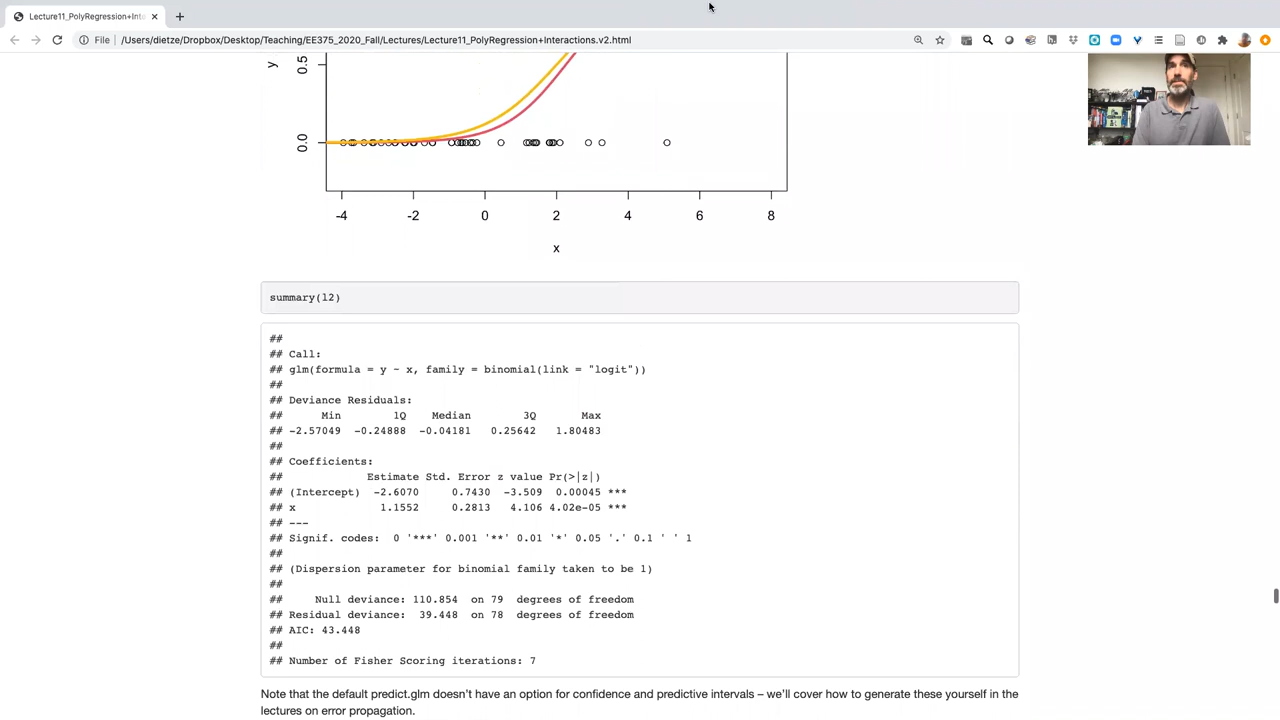 Lecture11_PolyRegression+Inte
File /Users/dietze/Dropbox/Desktop/Teaching/EE375_2020_Fall/Lectures/Lecture11_PolyRegression+Interactions.v2.html
y
0.5
0.0
-4 -2 0 2 4 6 8
x
summary(l2)
##
## Call:
## glm(formula = y ~ x, family = binomial(link = "logit"))
##
## Deviance Residuals:
## Min 1Q Median 3Q Max
## -2.57049 -0.24888 -0.04181 0.25642 1.80483
##
## Coefficients:
## Estimate Std. Error z value Pr(>|z|)
## (Intercept) -2.6070 0.7430 -3.509 0.00045 ***
## x 1.1552 0.2813 4.106 4.02e-05 ***
## ---
## Signif. codes: 0 '***' 0.001 '**' 0.01 '*' 0.05 '.' 0.1 ' ' 1
##
## (Dispersion parameter for binomial family taken to be 1)
##
## Null deviance: 110.854 on 79 degrees of freedom
## Residual deviance: 39.448 on 78 degrees of freedom
## AIC: 43.448
##
## Number of Fisher Scoring iterations: 7
Note that the default predict.glm doesn't have an option for confidence and predictive intervals – we'll cover how to generate these yourself in the
lectures on error propagation.